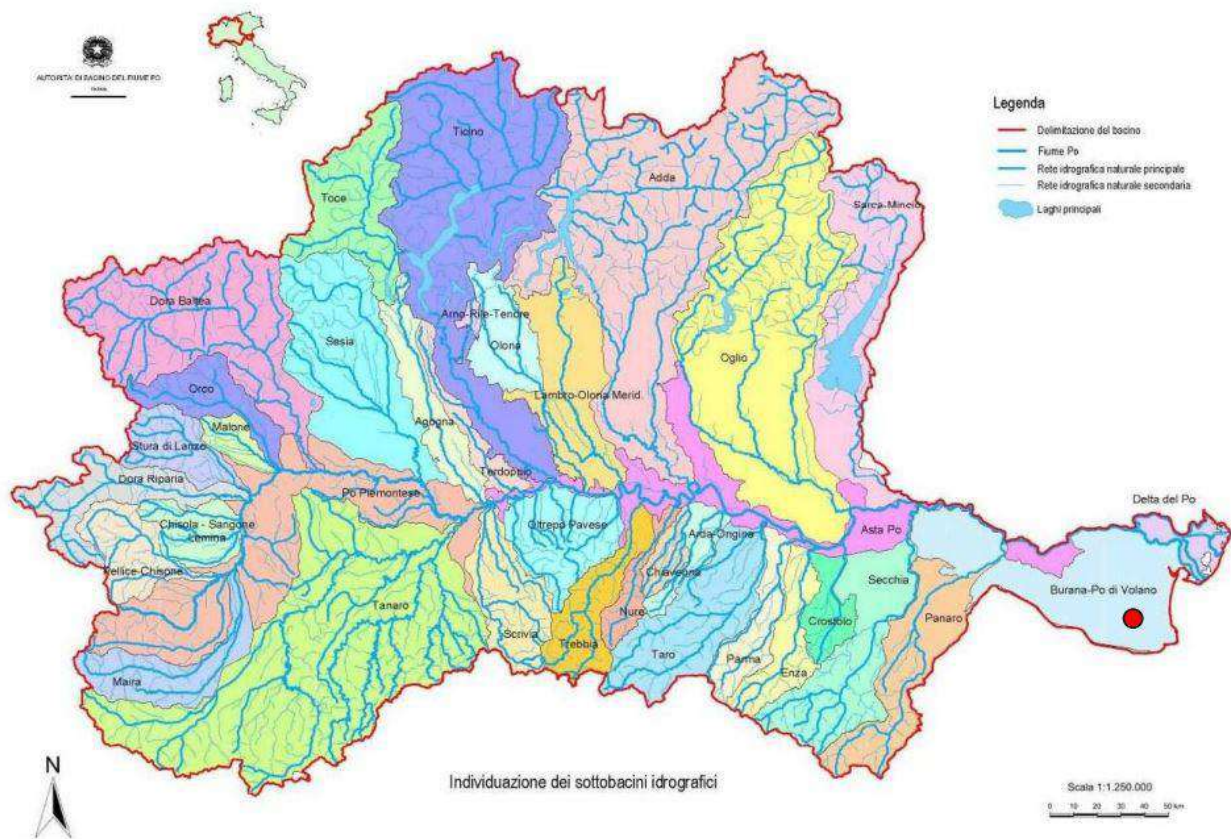 AUTORITÀ DI BACINO DEL FIUME PO
PARMA
Legenda
Delimitazione del bacino
Fiume Po
Rete idrografica naturale principale
Rete idrografica naturale secondaria
Laghi principali
Ticino
Toce
Adda
Sarca-Mincio
Dora Baltea
Sesia
Arno-Rile-Tenore
Olona
Oglio
Orco
Lambro-Olona Merid.
Agogna
Malone
Stura di Lanzo
Terdoppio
Dora Riparia
Po Piemontese
Delta del Po
Chisola - Sangone
Lemina
Oltrepo Pavese
Arda-Ongina
Asta Po
Pellice-Chisone
Chiavenna
Secchia
Burana-Po di Volano
Tanaro
Nure
Crostolo
Panaro
Scrivia
Trebbia
Taro
Parma
Enza
Maira
N
Individuazione dei sottobacini idrografici
Scala 1:1.250.000
0 10 20 30 40 50 km